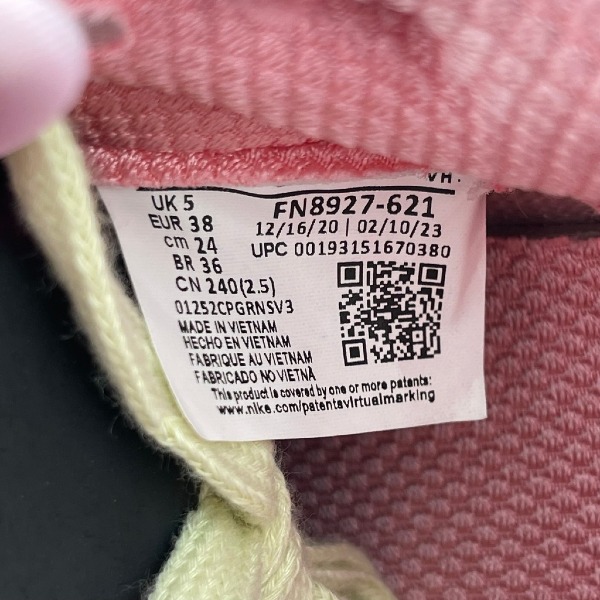 UK 5
EUR 38
cm 24
BR 36
CN 240(2.5)
FN8927-621
12/16/20 | 02/10/23
UPC 00193151670380
01252CPGRNSV3
MADE IN VIETNAM
HECHO EN VIETNAM
FABRIQUE AU VIETNAM
FABRICADO NO VIETNÃ
This product is covered by one or more patents:
www.nike.com/patentsvirtualmarking